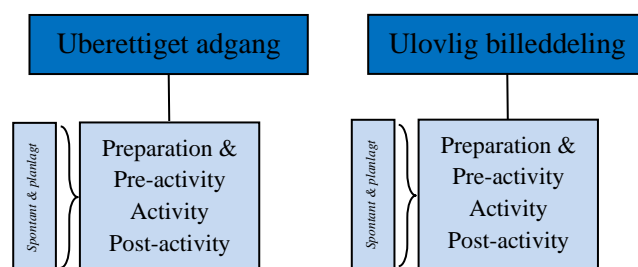 Uberettiget adgang
Spontant & planlagt
Preparation &
Pre-activity
Activity
Post-activity
Ulovlig billeddeling
Spontant & planlagt
Preparation &
Pre-activity
Activity
Post-activity